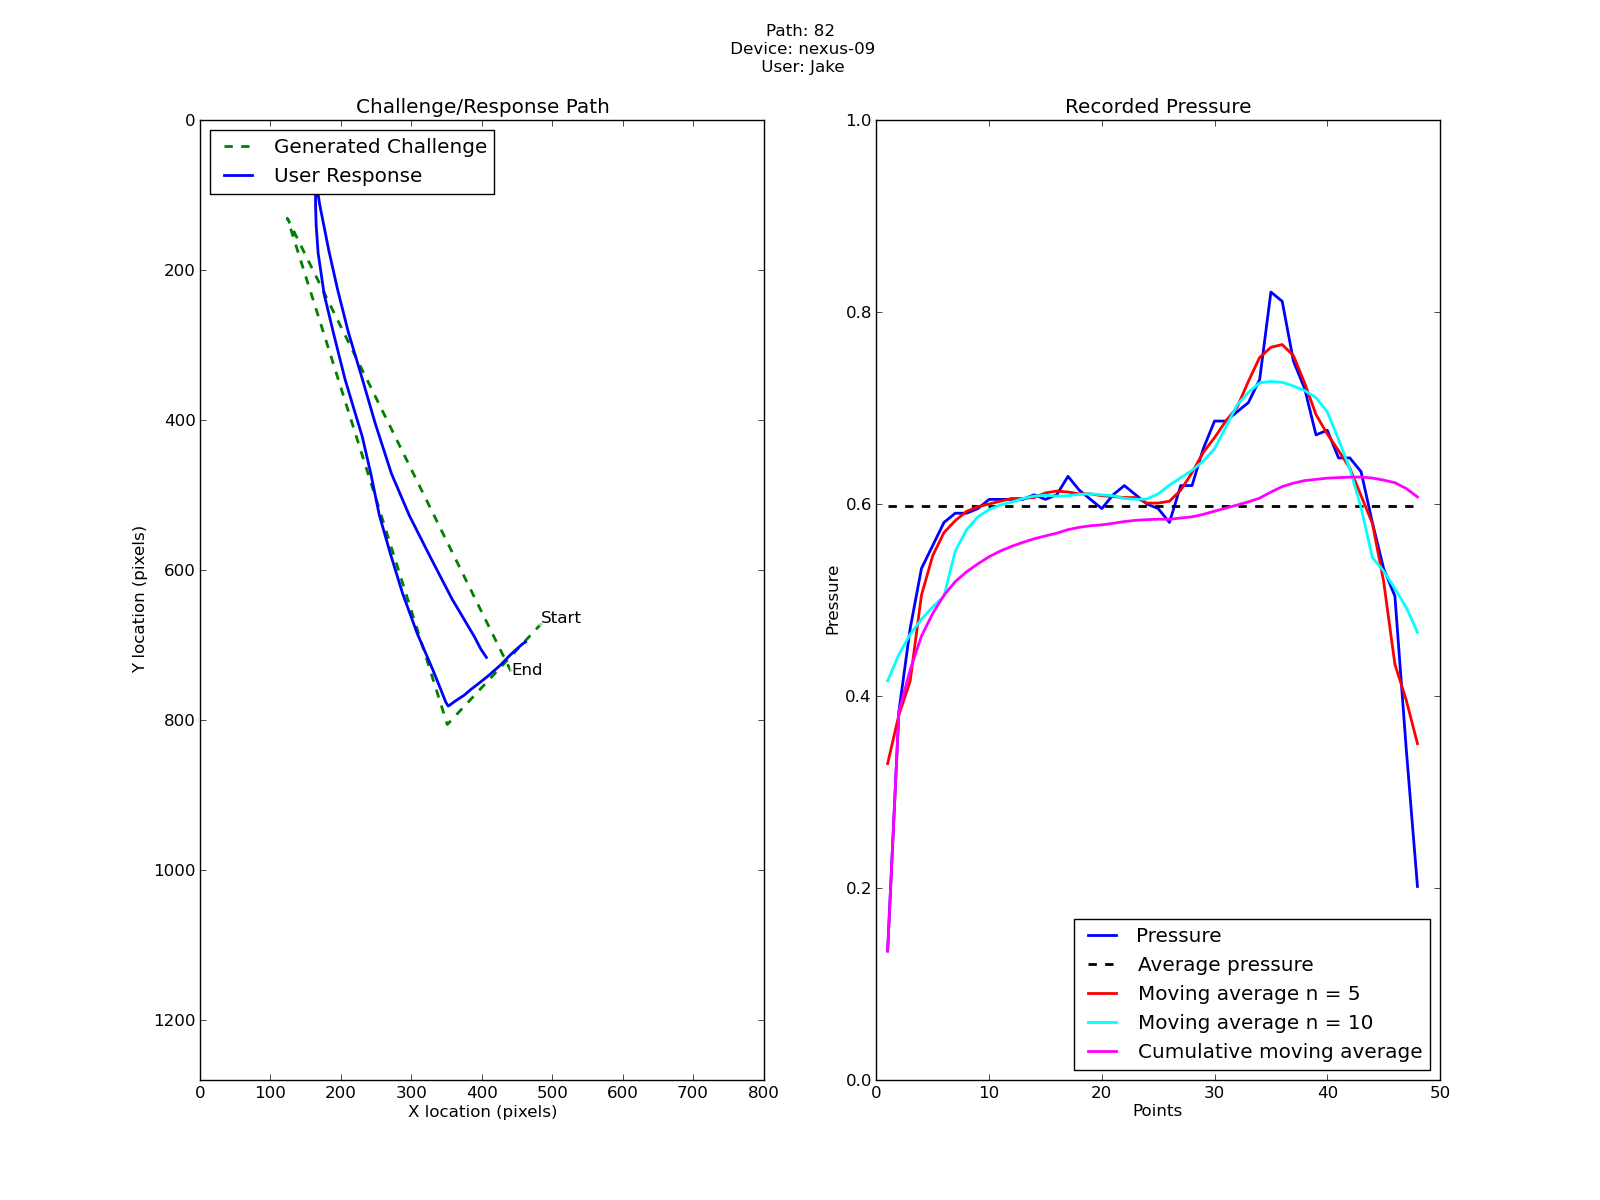 Path: 82
Device: nexus-09
User: Jake
Challenge/Response Path
0
200
400
600
800
1000
1200
Y location (pixels)
Generated Challenge
User Response
Start
End
0 100 200 300 400 500 600 700 800
X location (pixels)
Recorded Pressure
1.0
0.8
0.6
0.4
0.2
0.0
Pressure
Pressure
Average pressure
Moving average n = 5
Moving average n = 10
Cumulative moving average
0 10 20 30 40 50
Points